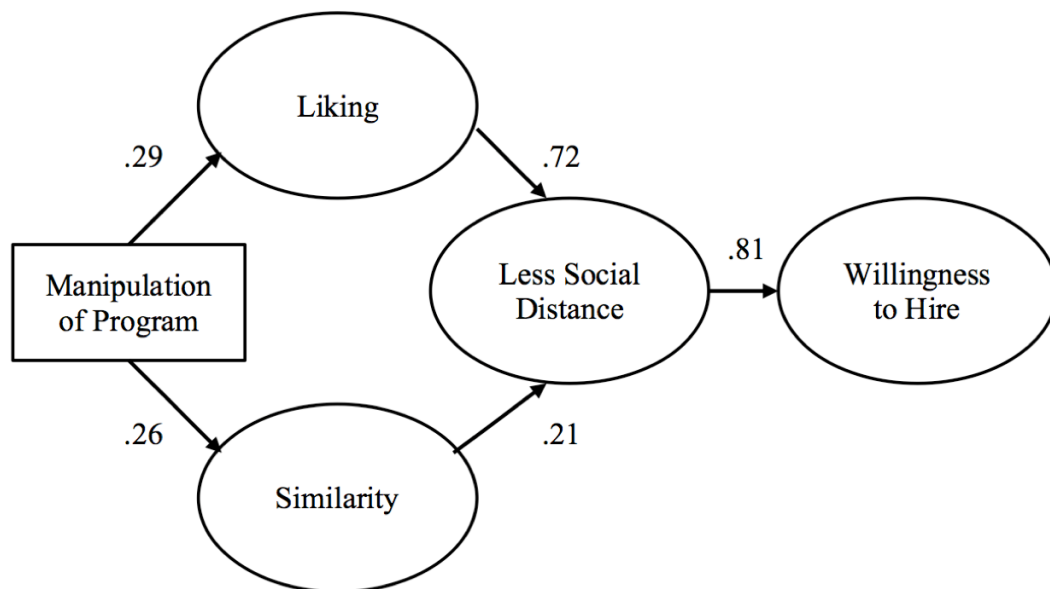 Liking
.29
.72
Manipulation
of Program
Less Social
Distance
.81
Willingness
to Hire
.26
.21
Similarity